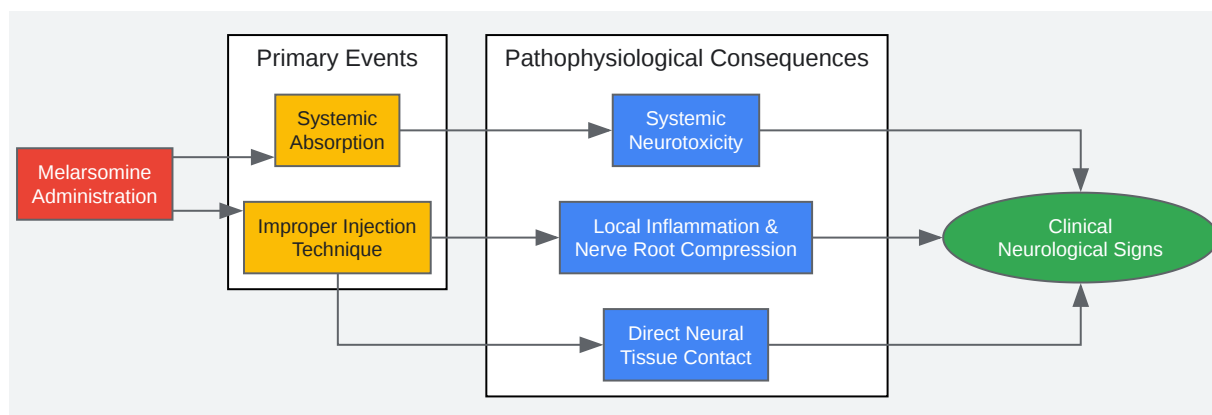 Primary Events
Pathophysiological Consequences
Systemic
Absorption
Systemic
Neurotoxicity
Melarsomine
Administration
Improper Injection
Technique
Local Inflammation &
Nerve Root Compression
Clinical
Neurological Signs
Direct Neural
Tissue Contact